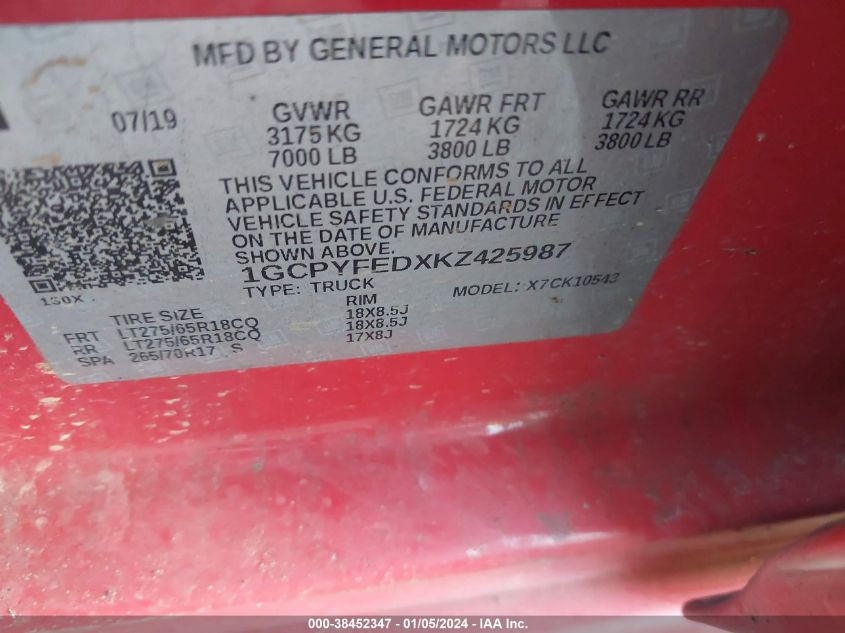 MFD BY GENERAL MOTORS LLC
07/19 GVWR GAWR FRT GAWR RR
3175 KG 1724 KG 1724 KG
7000 LB 3800 LB 3800 LB
THIS VEHICLE CONFORMS TO ALL
APPLICABLE U.S. FEDERAL MOTOR
VEHICLE SAFETY STANDARDS IN EFFECT
ON THE DATE OF MANUFACTURE
SHOWN ABOVE.
1GCPYFEDXKZ425987
TYPE: TRUCK MODEL: X7CK10543
130X
TIRE SIZE RIM
FRT LT275/65R18CQ 18X8.5J
RR LT275/65R18CQ 18X8.5J
SPA 265/70R17 S 17X8J
000-38452347 - 01/05/2024 - IAA Inc.